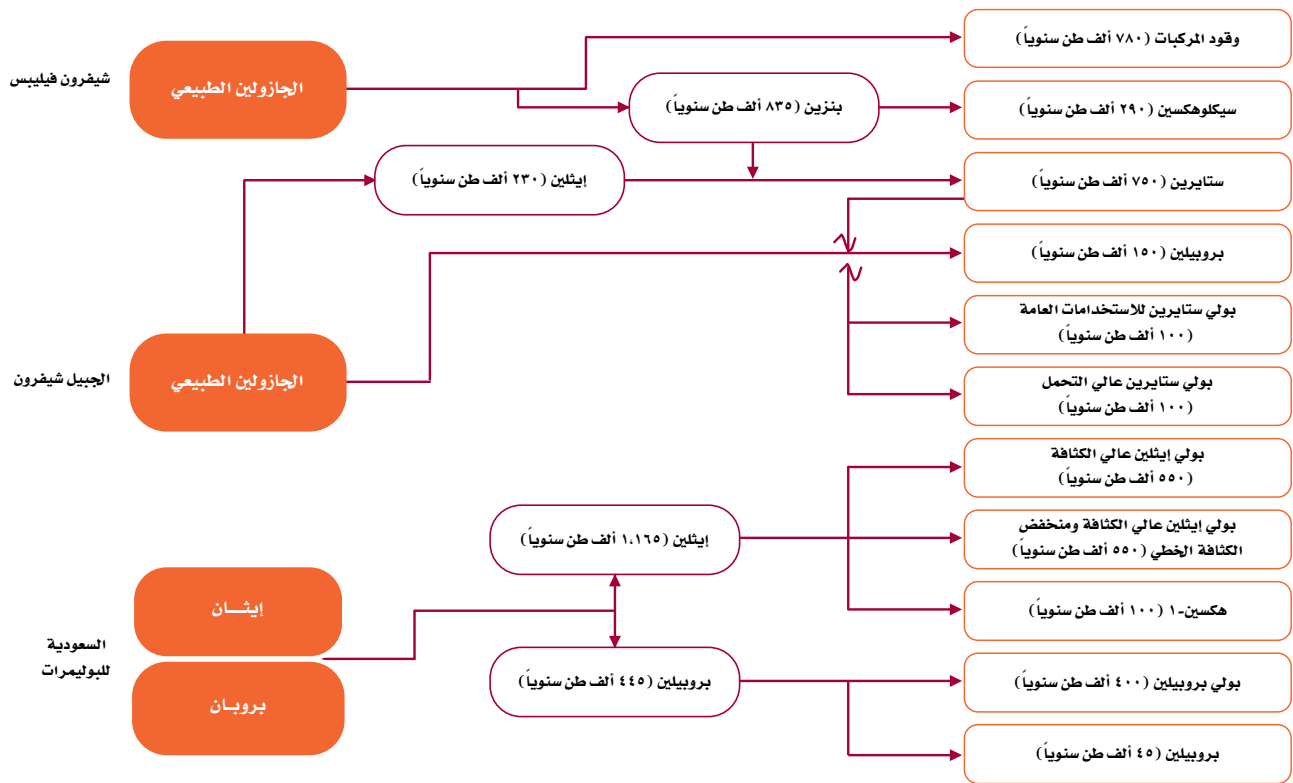 وقود المركبات (٧٨٠ ألف طن سنوياً)
الجازولين الطبيعي
شيفرون فيليبس
بنزين (٨٣٥ ألف طن سنوياً)
سيكلوهكسين (٢٩٠ ألف طن سنوياً)
إيثلين (٢٣٠ ألف طن سنوياً)
ستايرين (٧٥٠ ألف طن سنوياً)
بروبيلين (١٥٠ ألف طن سنوياً)
بولي ستايرين للاستخدامات العامة
(١٠٠ ألف طن سنوياً)
الجازولين الطبيعي
الجبيل شيفرون
بولي ستايرين عالي التحمل
(١٠٠ ألف طن سنوياً)
بولي إيثلين عالي الكثافة
(٥٥٠ ألف طن سنوياً)
إيثلين (١،١٦٥ ألف طن سنوياً)
بولي إيثلين عالي الكثافة ومنخفض
الكثافة الخطي (٥٥٠ ألف طن سنوياً)
هكسين-١ (١٠٠ ألف طن سنوياً)
إيثــان
السعودية
للبوليمرات
بروبـان
بروبيلين (٤٤٥ ألف طن سنوياً)
بولي بروبيلين (٤٠٠ ألف طن سنوياً)
بروبيلين (٤٥ ألف طن سنوياً)